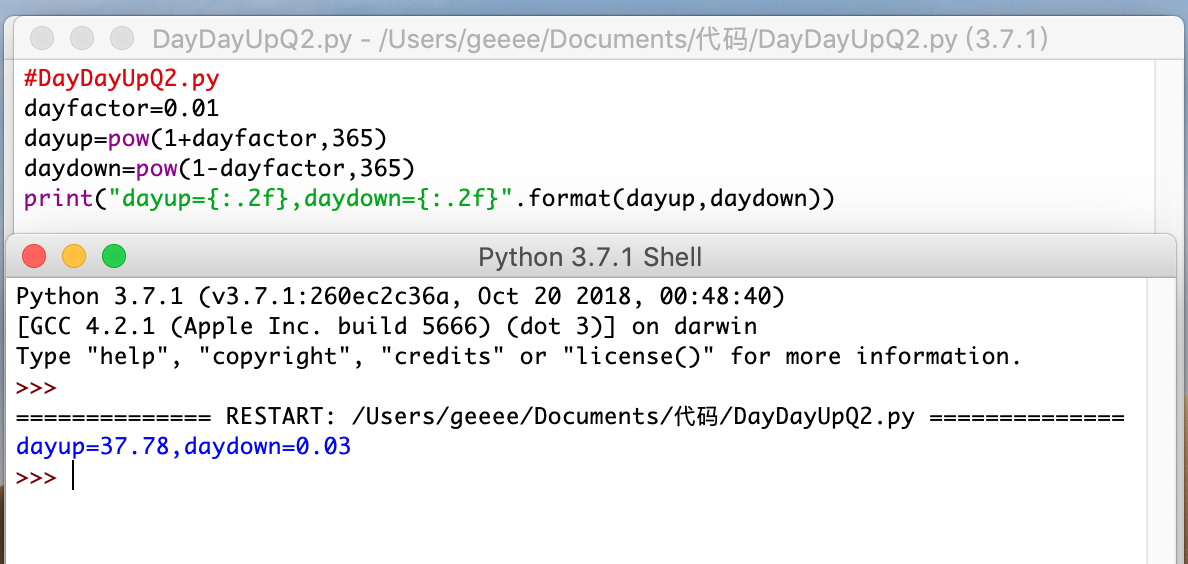 DayDayUpQ2.py - /Users/geeee/Documents/代码/DayDayUpQ2.py (3.7.1)
#DayDayUpQ2.py
dayfactor=0.01
dayup=pow(1+dayfactor,365)
daydown=pow(1-dayfactor,365)
print("dayup={:.2f},daydown={:.2f}".format(dayup,daydown))
Python 3.7.1 Shell
Python 3.7.1 (v3.7.1:260ec2c36a, Oct 20 2018, 00:48:40)
[GCC 4.2.1 (Apple Inc. build 5666) (dot 3)] on darwin
Type "help", "copyright", "credits" or "license()" for more information.
>>>
============== RESTART: /Users/geeee/Documents/代码/DayDayUpQ2.py ==============
dayup=37.78,daydown=0.03
>>>